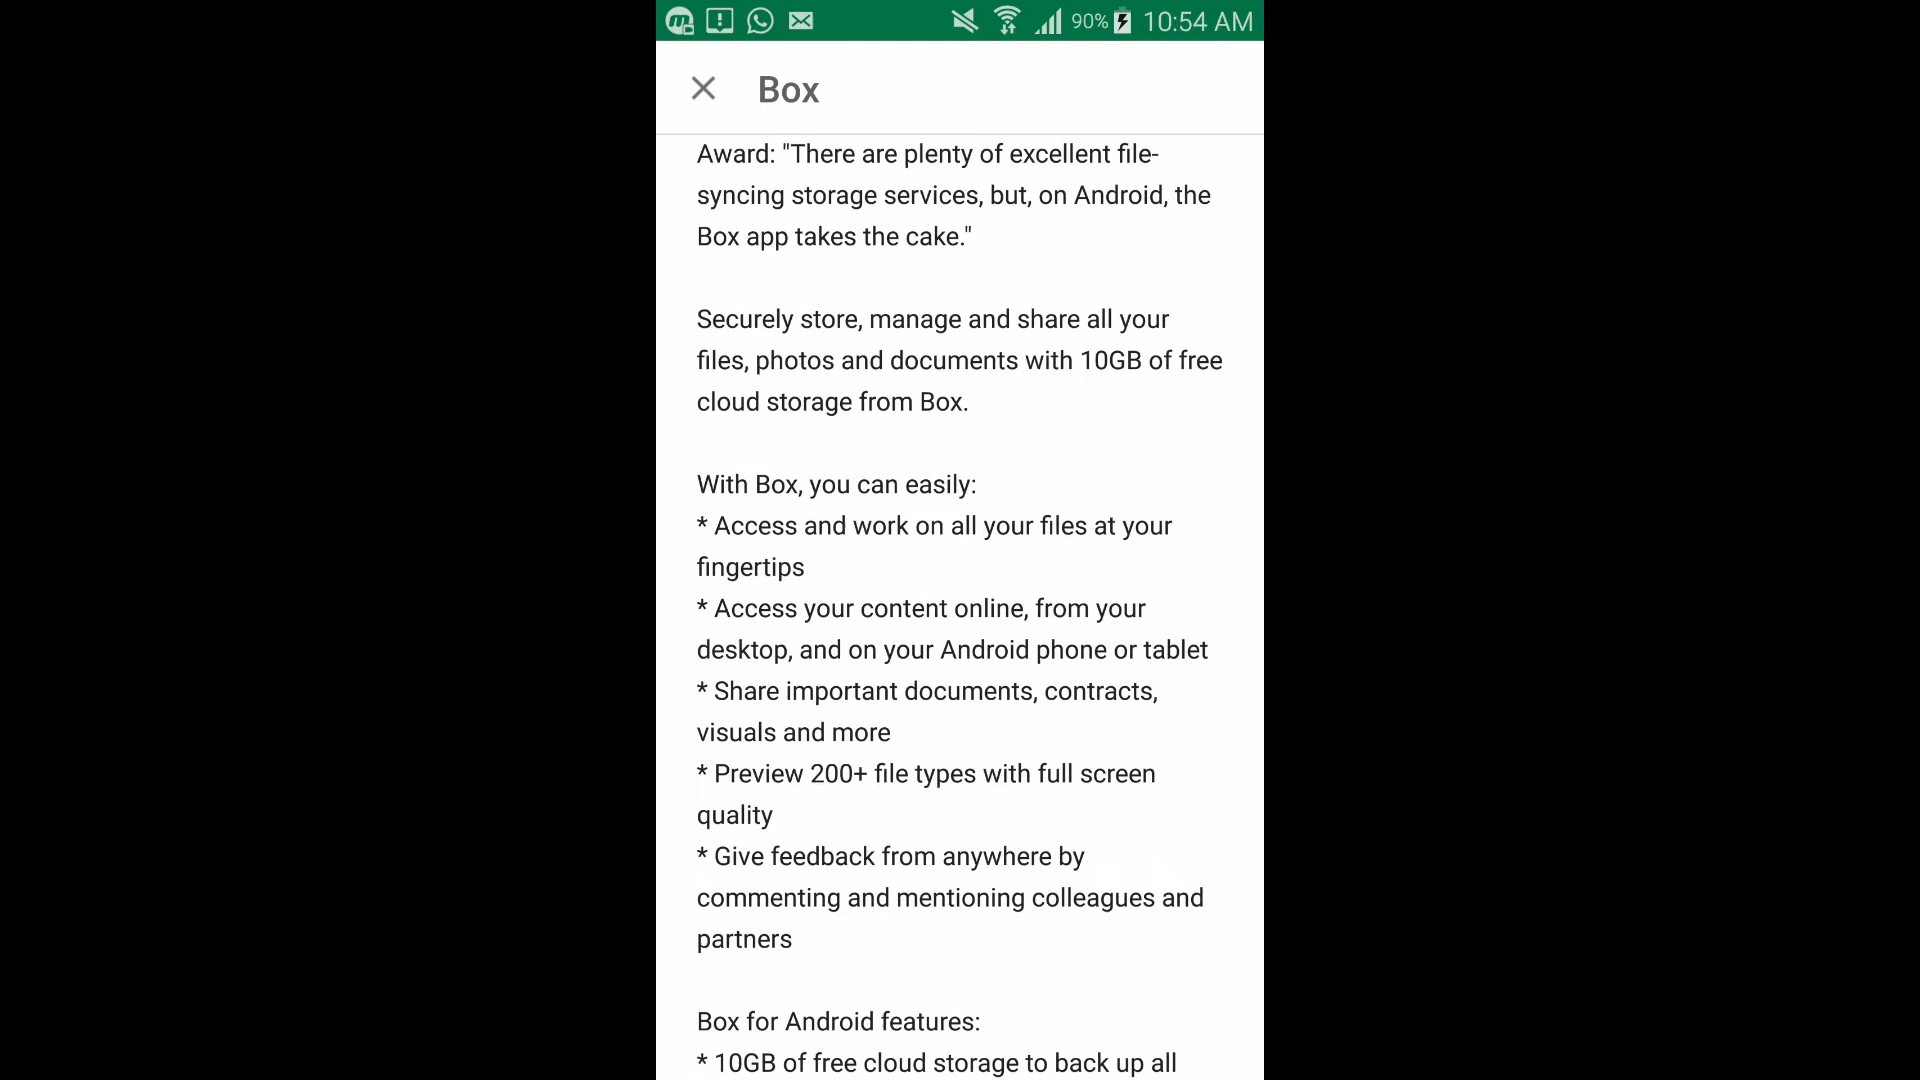 90% 10:54 AM
Box
Award: "There are plenty of excellent file-
syncing storage services, but, on Android, the
Box app takes the cake."
Securely store, manage and share all your
files, photos and documents with 10GB of free
cloud storage from Box.
With Box, you can easily:
* Access and work on all your files at your
fingertips
* Access your content online, from your
desktop, and on your Android phone or tablet
* Share important documents, contracts,
visuals and more
* Preview 200+ file types with full screen
quality
* Give feedback from anywhere by
commenting and mentioning colleagues and
partners
Box for Android features:
* 10GB of free cloud storage to back up all